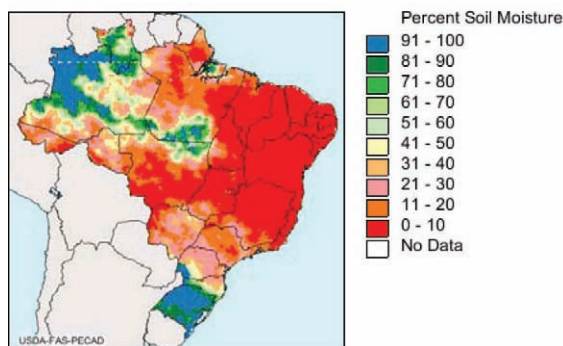 Percent Soil Moisture
91 - 100
81 - 90
71 - 80
61 - 70
51 - 60
41 - 50
31 - 40
21 - 30
11 - 20
0 - 10
No Data
USDA-FAS-PECAD